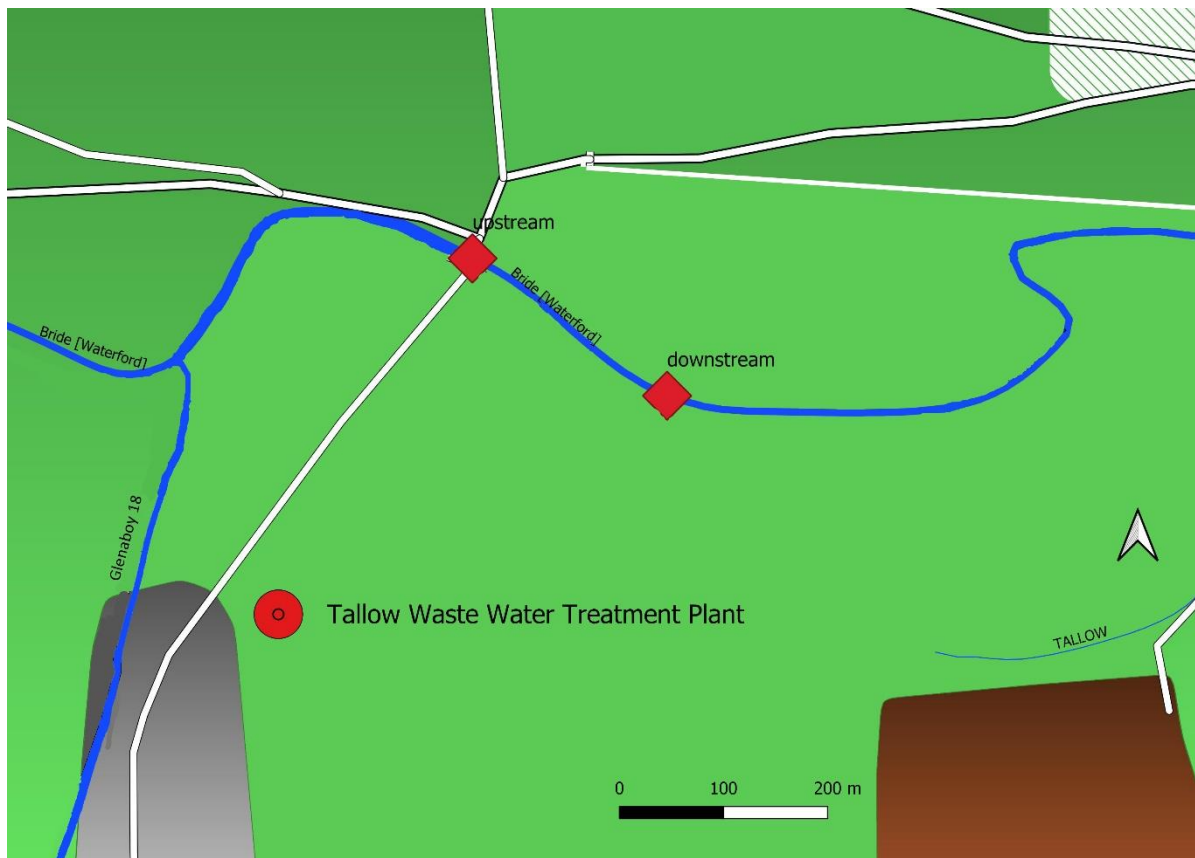 upstream
Bride [Waterford]
Bride [Waterford]
downstream
Glenaboy 18
Tallow Waste Water Treatment Plant
TALLOW
0 100 200 m